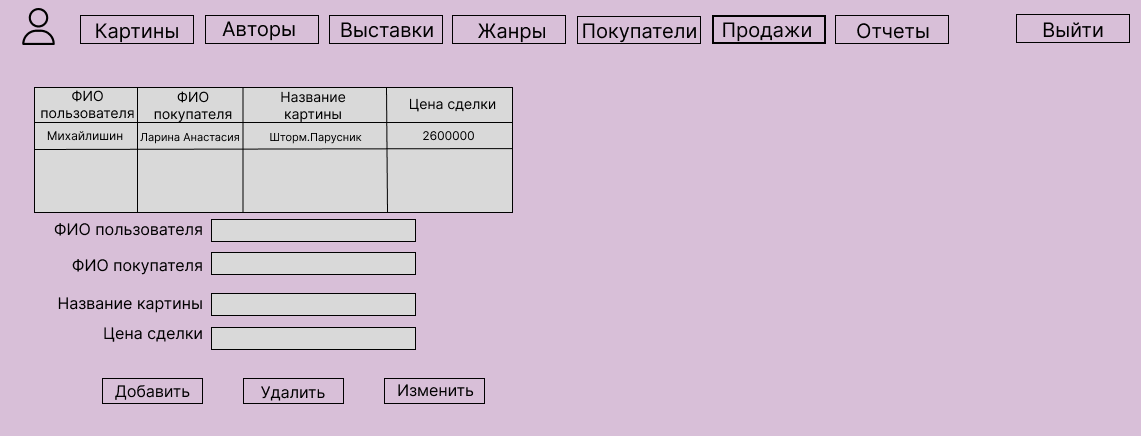 Картины Авторы Выставки Жанры Покупатели Продажи Отчеты Выйти
ФИО пользователя ФИО покупателя Название картины Цена сделки
Михайлишин Ларина Анастасия Шторм.Парусник 2600000
ФИО пользователя
ФИО покупателя
Название картины
Цена сделки
Добавить Удалить Изменить